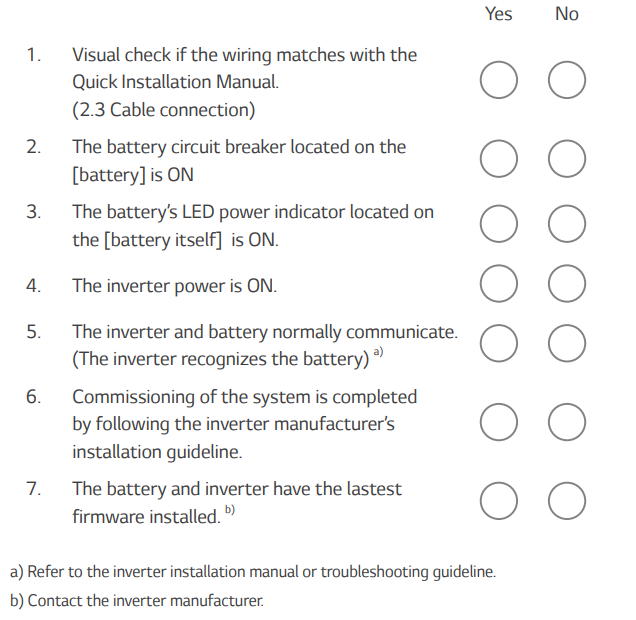 Yes No
1. Visual check if the wiring matches with the
Quick Installation Manual.
(2.3 Cable connection)
2. The battery circuit breaker located on the
[battery] is ON
3. The battery's LED power indicator located on
the [battery itself] is ON.
4. The inverter power is ON.
5. The inverter and battery normally communicate.
(The inverter recognizes the battery) a)
6. Commissioning of the system is completed
by following the inverter manufacturer's
installation guideline.
7. The battery and inverter have the lastest
firmware installed. b)
a) Refer to the inverter installation manual or troubleshooting guideline.
b) Contact the inverter manufacturer.